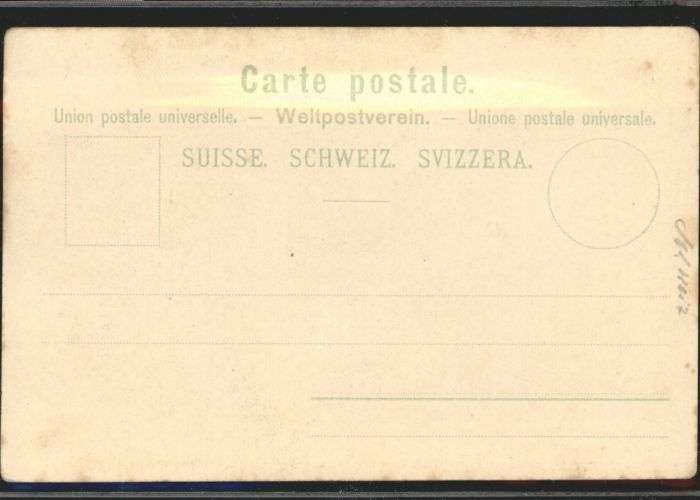 Carte postale.
Union postale universelle. — Weltpostverein. — Unione postale universale.
SUISSE. SCHWEIZ. SVIZZERA.